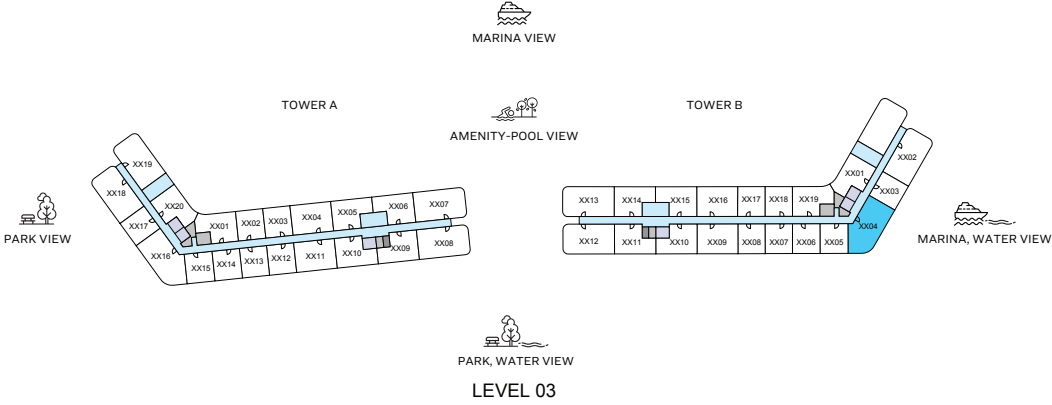 MARINA VIEW
TOWER A
TOWER B
AMENITY-POOL VIEW
XX19
XX18
XX20
XX17
XX16
XX15
XX01
XX02
XX03
XX04
XX05
XX06
XX07
XX14
XX13
XX12
XX11
XX10
XX09
XX08
XX13
XX14
XX15
XX16
XX17
XX18
XX19
XX01
XX02
XX03
XX04
XX12
XX11
XX10
XX09
XX08
XX07
XX06
XX05
PARK VIEW
MARINA, WATER VIEW
PARK, WATER VIEW
LEVEL 03